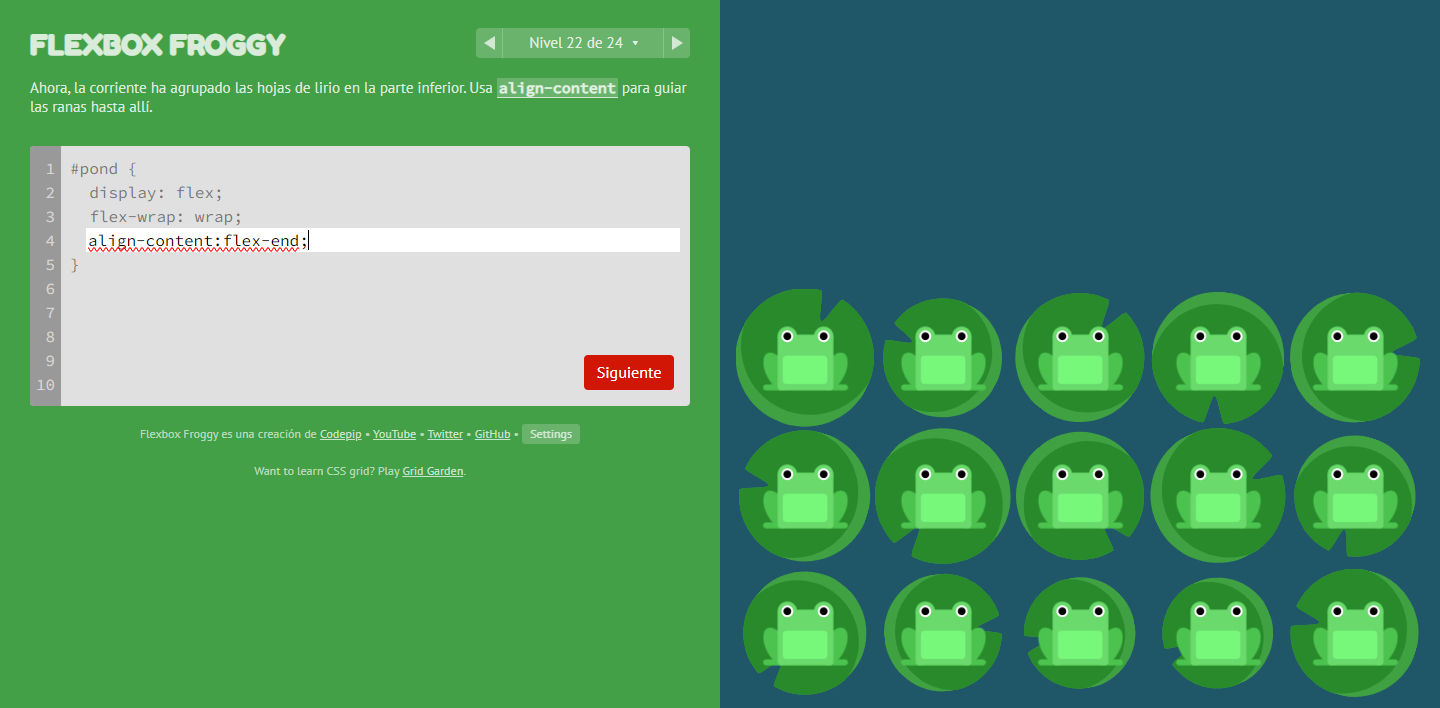 FLEXBOX FROGGY
Nivel 22 de 24
Ahora, la corriente ha agrupado las hojas de lirio en la parte inferior. Usa align-content para guiar
las ranas hasta allí.
1 #pond {
2 display: flex;
3 flex-wrap: wrap;
4 align-content:flex-end;
5 }
6
7
8
9
10
Siguiente
Flexbox Froggy es una creación de Codepip • YouTube • Twitter • GitHub • Settings
Want to learn CSS grid? Play Grid Garden.